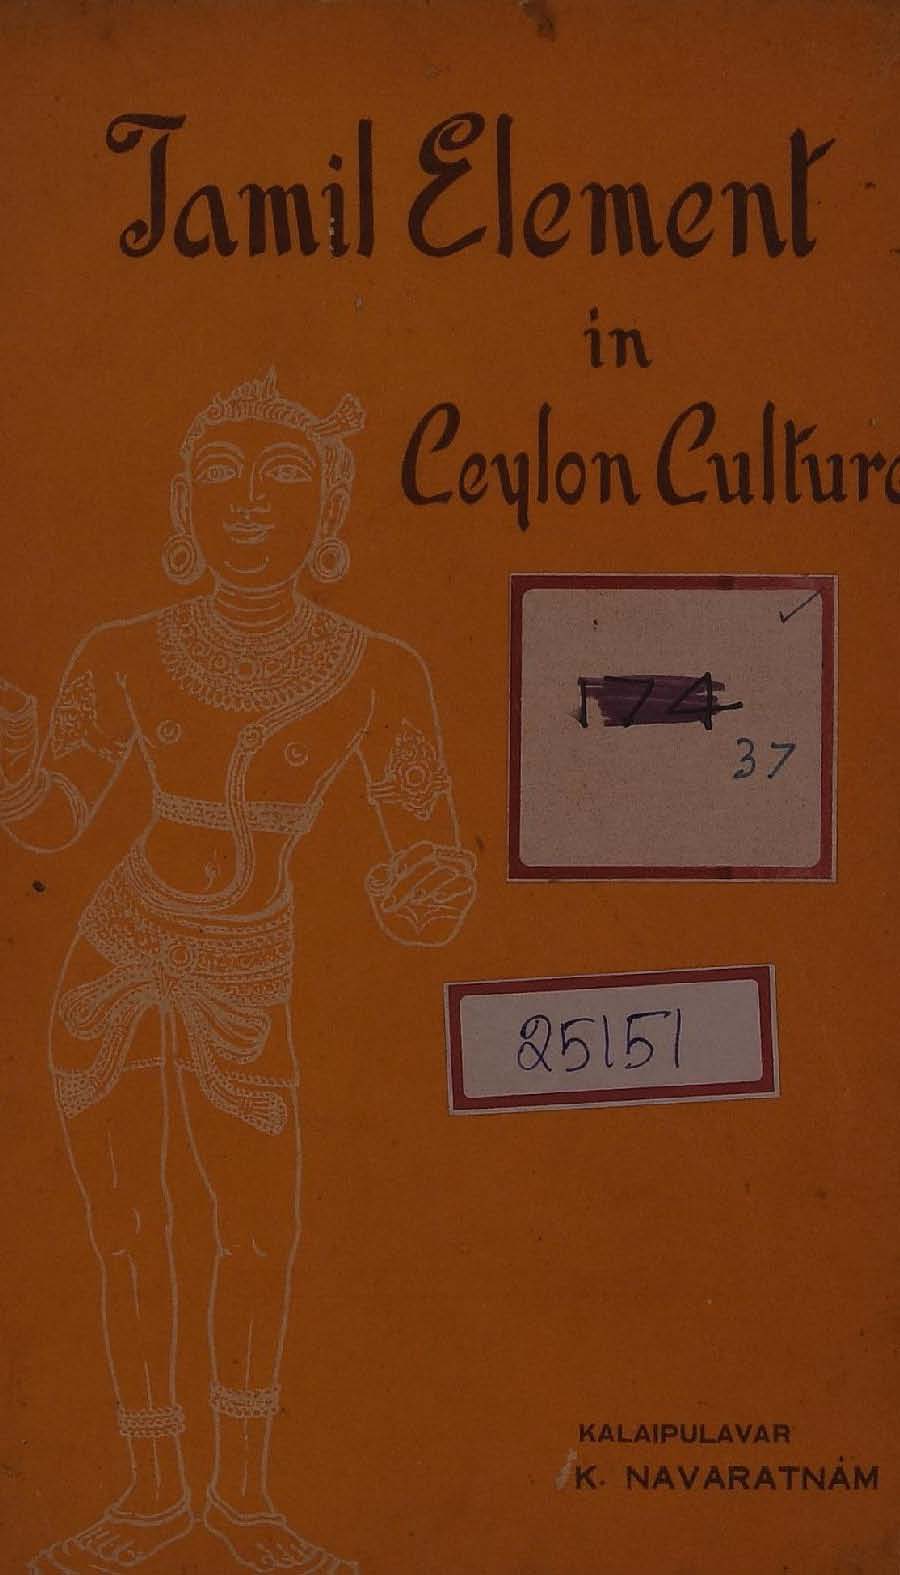 Tamil Element
in
Ceylon Culture
174
37
25151
KALAIPULAVAR
K. NAVARATNAM